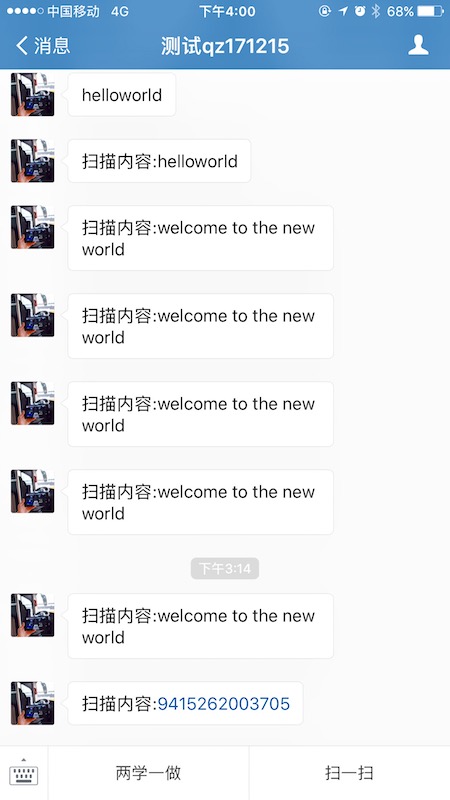 中国移动 4G 下午4:00 68%
消息 测试qz171215
helloworld
扫描内容:helloworld
扫描内容:welcome to the new
world
扫描内容:welcome to the new
world
扫描内容:welcome to the new
world
扫描内容:welcome to the new
world
下午3:14
扫描内容:welcome to the new
world
扫描内容:9415262003705
两学一做 扫一扫